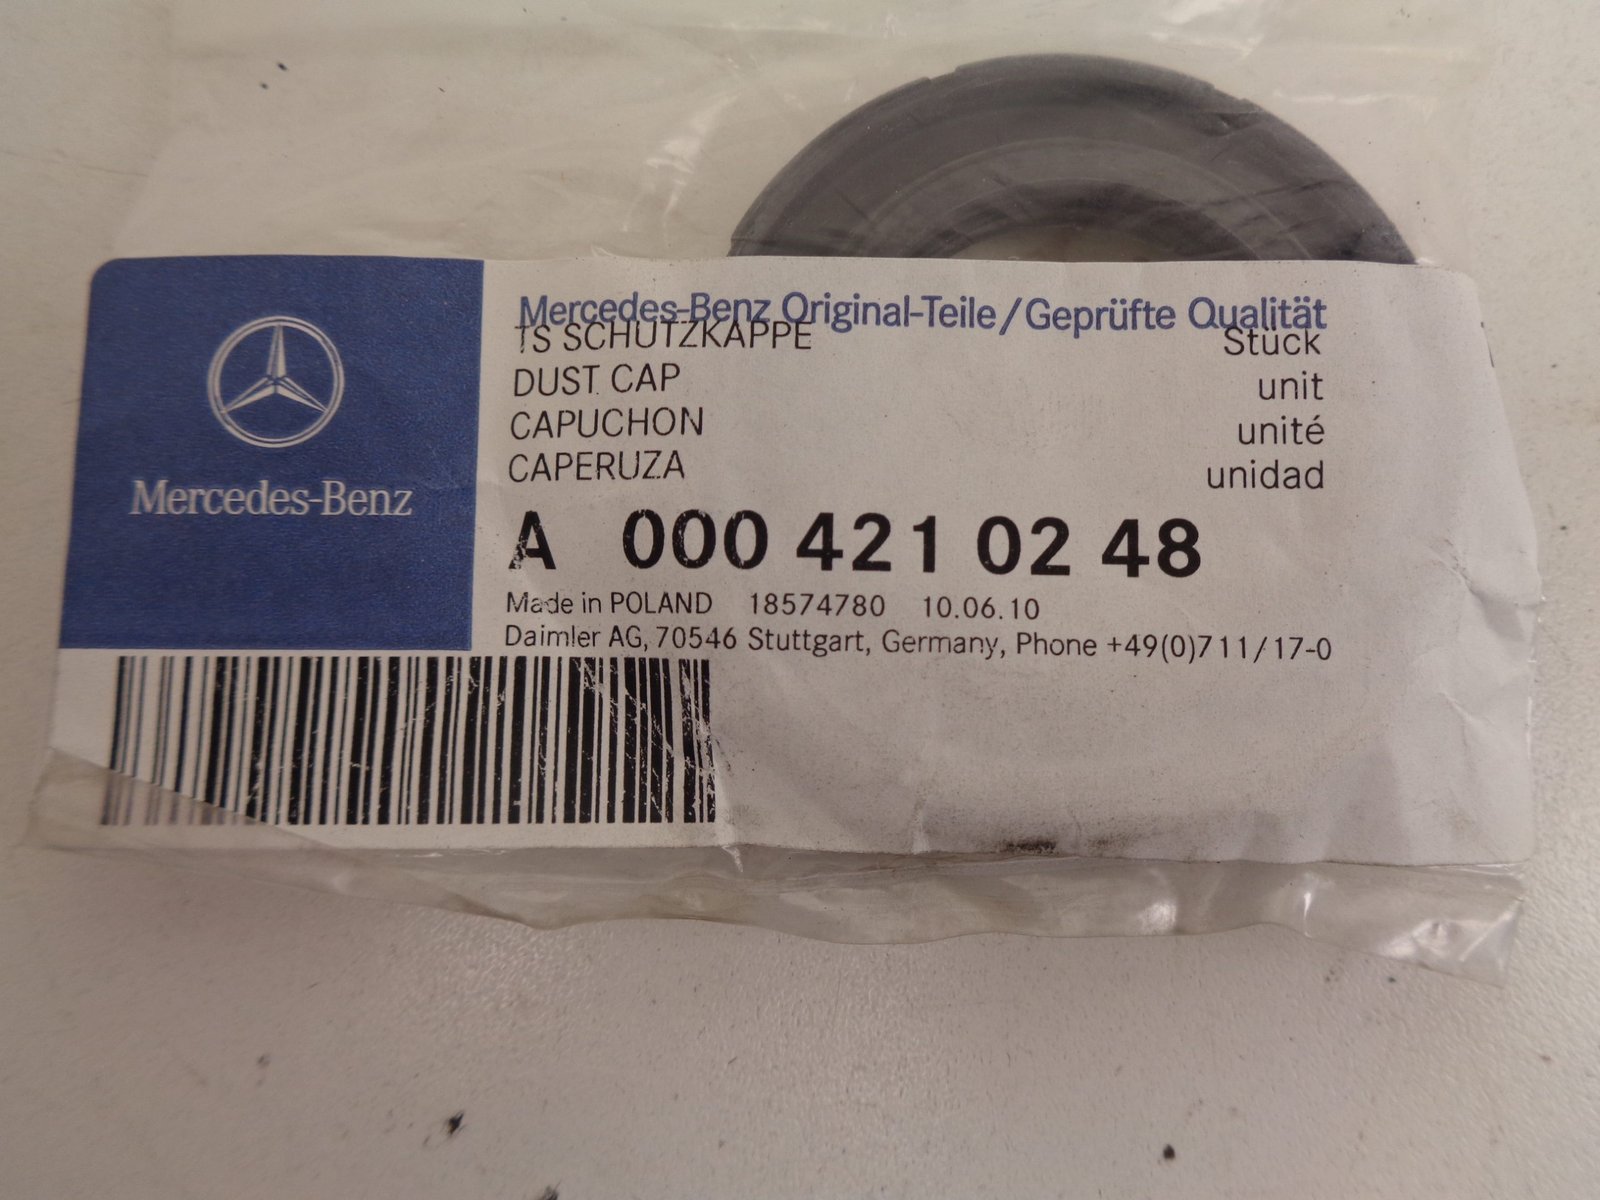 Mercedes-Benz
Mercedes-Benz Original-Teile/Geprüfte Qualität
TS SCHUTZKAPPE Stück
DUST CAP unit
CAPUCHON unité
CAPERUZA unidad
A 000 421 02 48
Made in POLAND 18574780 10.06.10
Daimler AG, 70546 Stuttgart, Germany, Phone +49(0)711/17-0